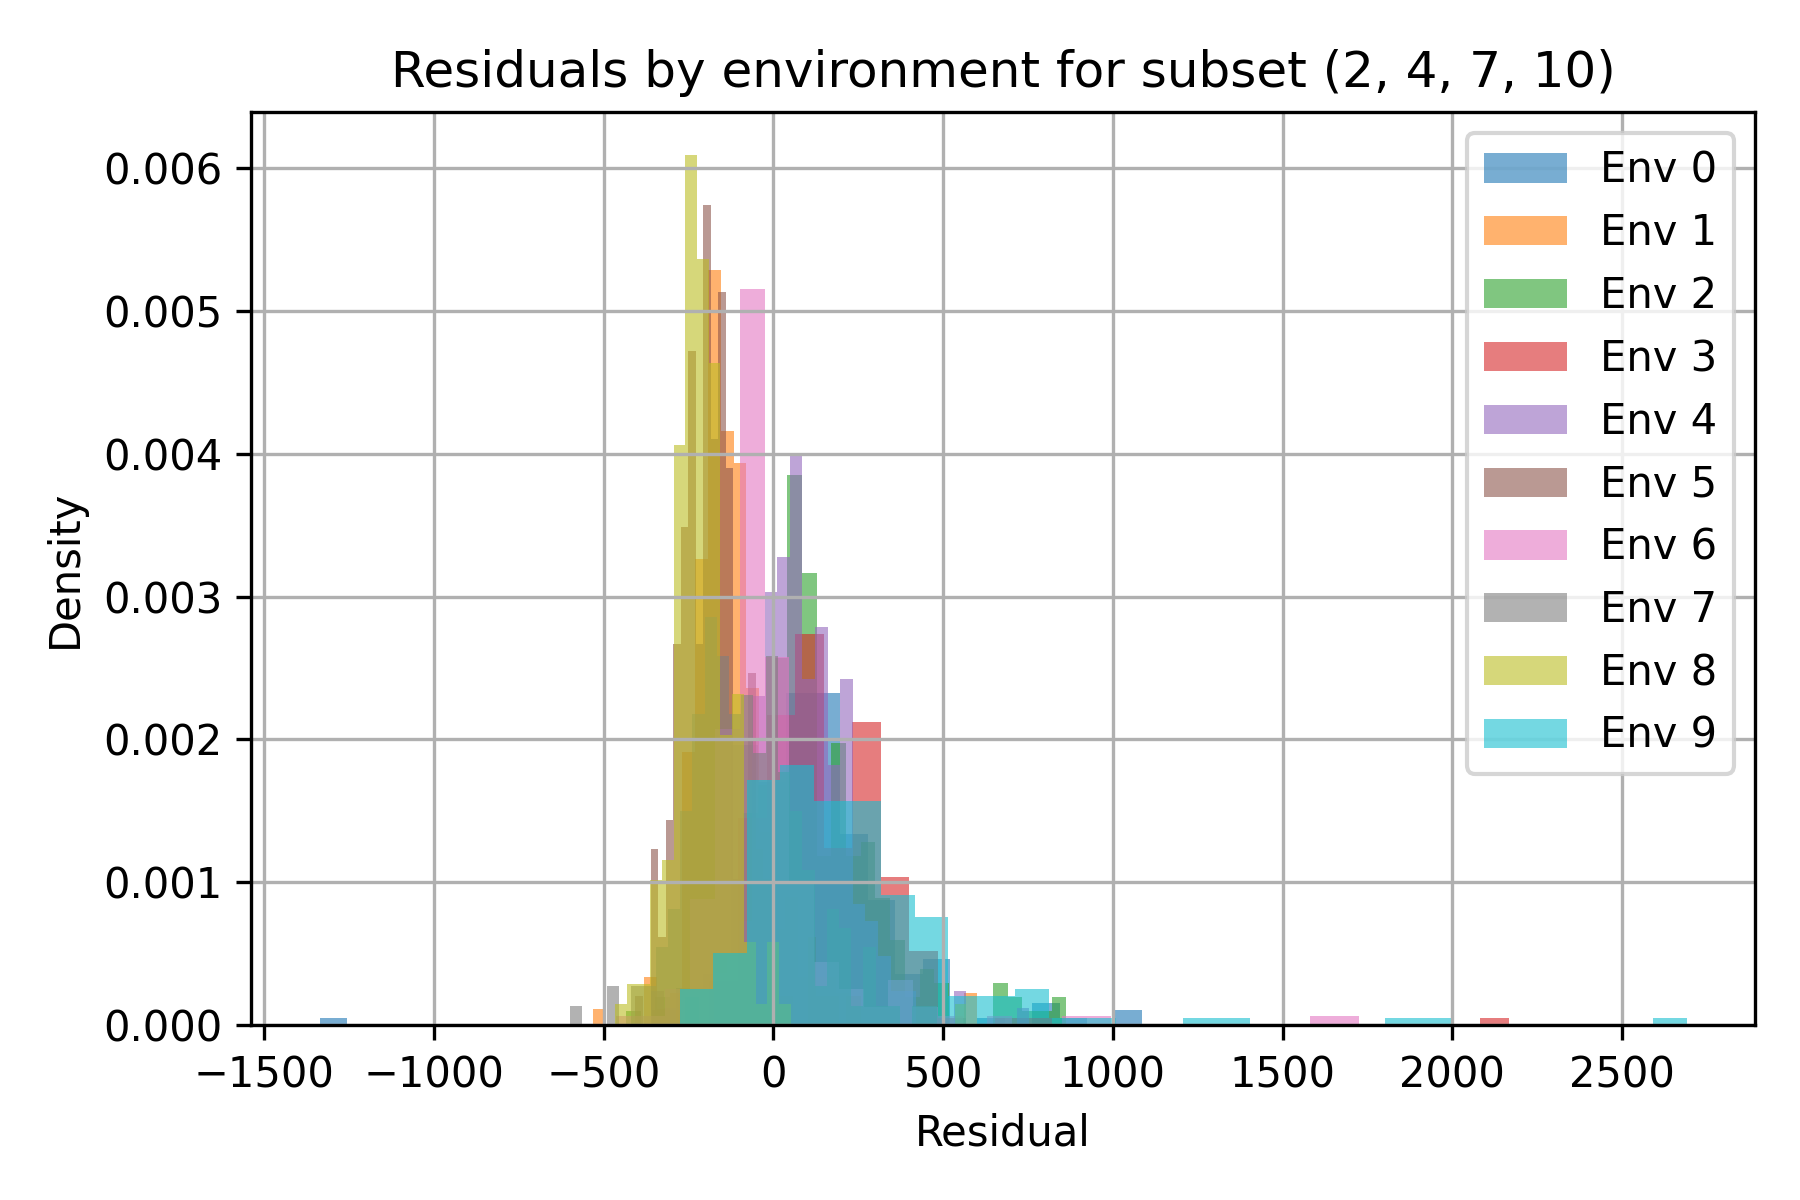 Residuals by environment for subset (2, 4, 7, 10)
Density
0.006
0.005
0.004
0.003
0.002
0.001
0.000
−1500 −1000 −500 0 500 1000 1500 2000 2500
Residual
Env 0
Env 1
Env 2
Env 3
Env 4
Env 5
Env 6
Env 7
Env 8
Env 9